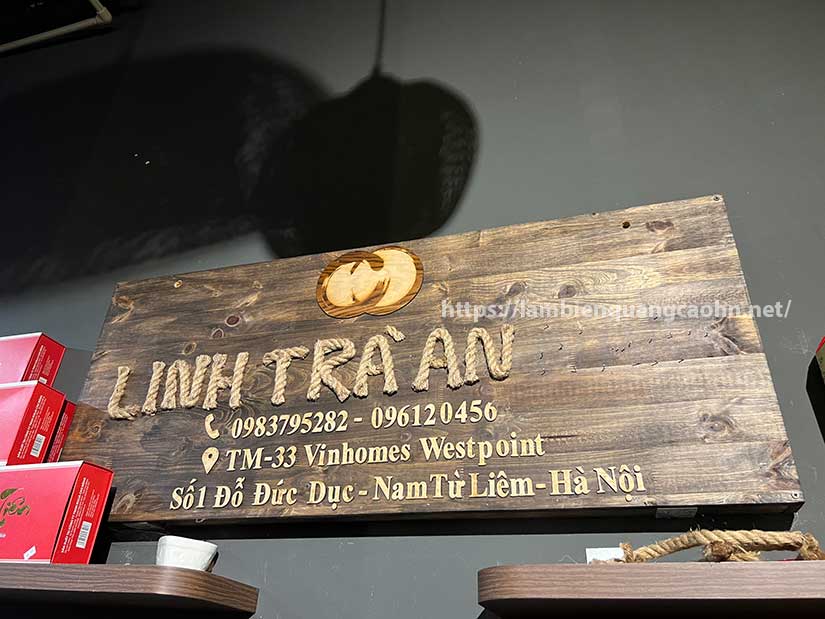 https://lambienquangcaohn.net/
LINH TRÀ AN
0983795282 - 096120456
TM-33 Vinhomes Westpoint
Số1 Đỗ Đức Dục - Nam Từ Liêm - Hà Nội